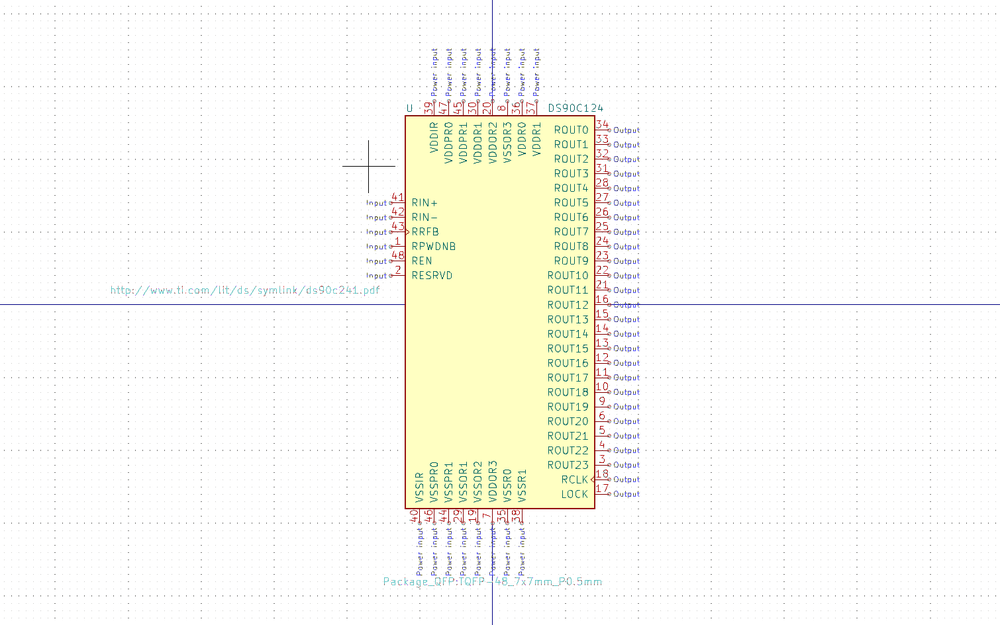 Power input Power input Power input Power input Power input Power input Power input Power input
U 39 47 45 30 20 8 36 37 DS90C124
VDDIR VDDPR0 VDDPR1 VDDOR1 VDDOR2 VSSOR3 VDDR0 VDDR1
ROUT0 34 Output
ROUT1 33 Output
ROUT2 32 Output
ROUT3 31 Output
ROUT4 28 Output
Input 41 RIN+ ROUT5 27 Output
Input 42 RIN- ROUT6 26 Output
Input 43 RRFB ROUT7 25 Output
Input 1 RPWDNB ROUT8 24 Output
Input 48 REN ROUT9 23 Output
Input 2 RESRVD ROUT10 22 Output
http://www.ti.com/lit/ds/symlink/ds90c241.pdf ROUT11 21 Output
ROUT12 16 Output
ROUT13 15 Output
ROUT14 14 Output
ROUT15 13 Output
ROUT16 12 Output
ROUT17 11 Output
ROUT18 10 Output
ROUT19 9 Output
ROUT20 6 Output
ROUT21 5 Output
ROUT22 4 Output
ROUT23 3 Output
RCLK 18 Output
LOCK 17 Output
VSSIR VSSPR0 VSSPR1 VSSOR1 VSSOR2 VDDOR3 VSSR0 VSSR1
40 46 44 29 19 7 35 38
Power input Power input Power input Power input Power input Power input Power input Power input
Package_QFP:TQFP-48_7x7mm_P0.5mm